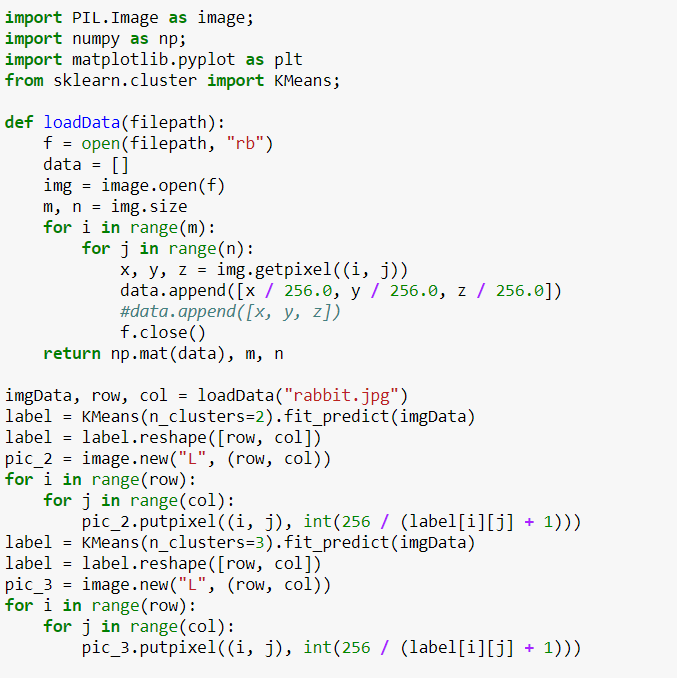 import PIL.Image as image;
import numpy as np;
import matplotlib.pyplot as plt
from sklearn.cluster import KMeans;

def loadData(filepath):
    f = open(filepath, "rb")
    data = []
    img = image.open(f)
    m, n = img.size
    for i in range(m):
        for j in range(n):
            x, y, z = img.getpixel((i, j))
            data.append([x / 256.0, y / 256.0, z / 256.0])
            #data.append([x, y, z])
            f.close()
    return np.mat(data), m, n

imgData, row, col = loadData("rabbit.jpg")
label = KMeans(n_clusters=2).fit_predict(imgData)
label = label.reshape([row, col])
pic_2 = image.new("L", (row, col))
for i in range(row):
    for j in range(col):
        pic_2.putpixel((i, j), int(256 / (label[i][j] + 1)))
label = KMeans(n_clusters=3).fit_predict(imgData)
label = label.reshape([row, col])
pic_3 = image.new("L", (row, col))
for i in range(row):
    for j in range(col):
        pic_3.putpixel((i, j), int(256 / (label[i][j] + 1)))